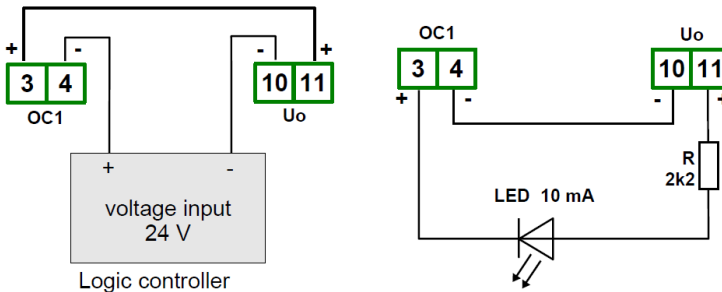 + - - +
3 4 10 11
OC1 Uo
+ -
voltage input
24 V
Logic controller
OC1 Uo
3 4 10 11
+ - - -
R
2k2
LED 10 mA